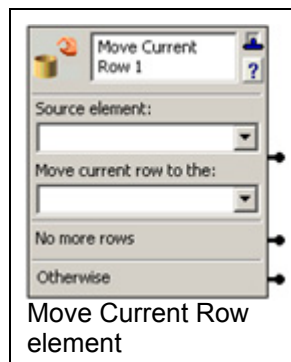 Move Current
Row 1
?
Source element:
Move current row to the:
No more rows
Otherwise
Move Current Row
element